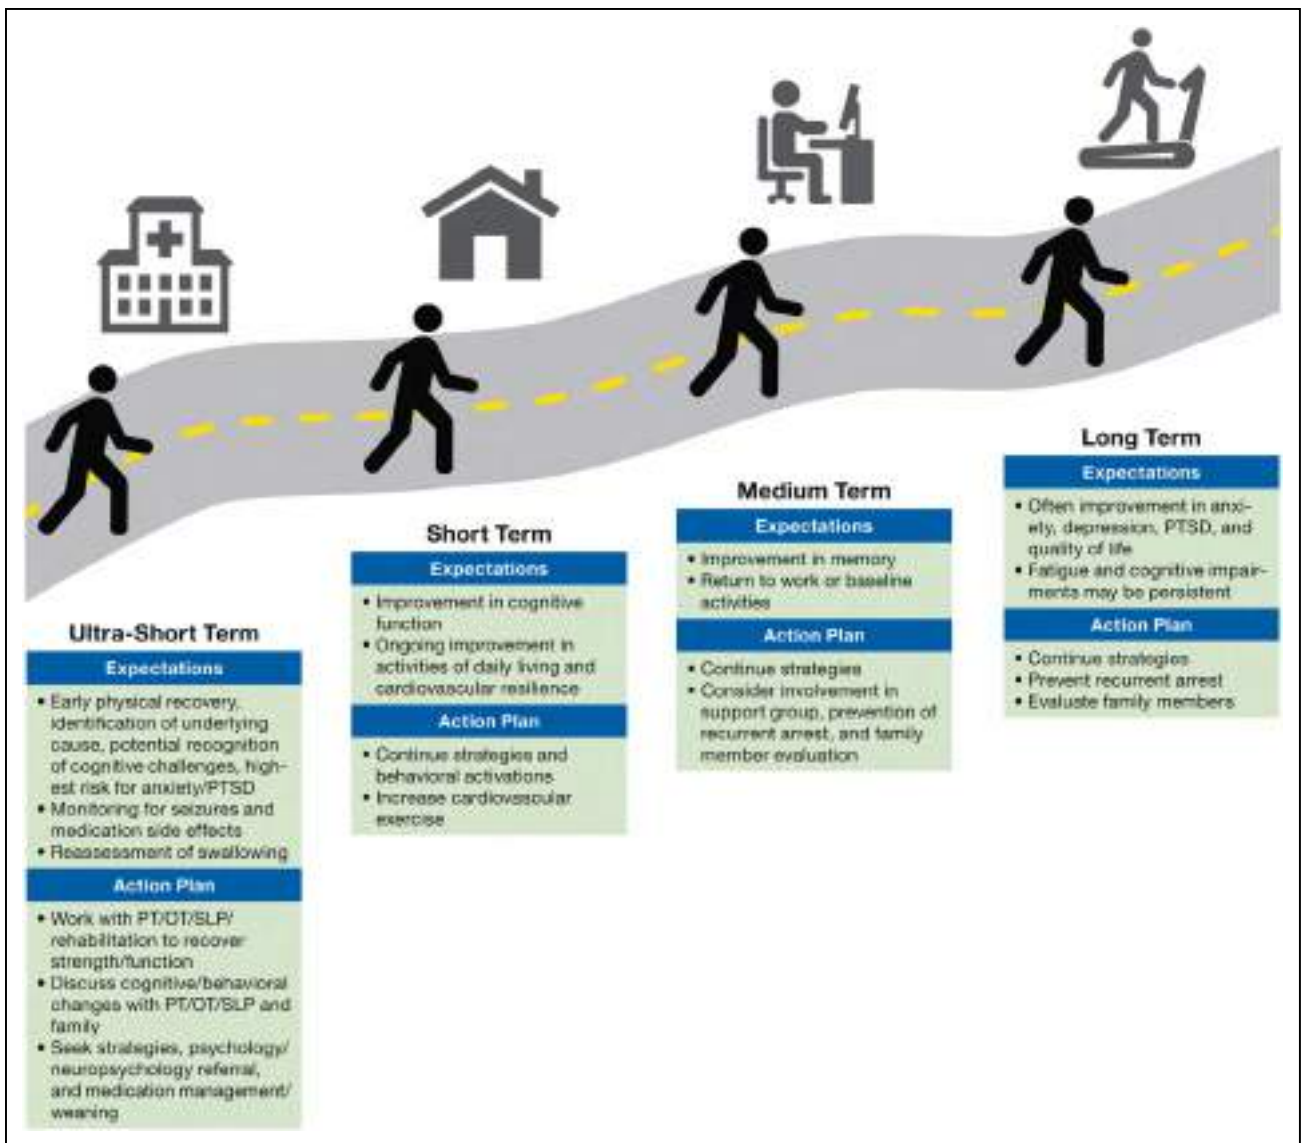 Ultra-Short Term
Expectations
• Early physical recovery,
identification of underlying
cause, potential recognition
of cognitive challenges, high-
est risk for anxiety/PTSD
• Monitoring for seizures and
medication side effects
• Reassessment of swallowing
Action Plan
• Work with PT/OT/SLP/
rehabilitation to recover
strength/function
• Discuss cognitive/behavioral
changes with PT/OT/SLP and
family
• Seek strategies, psychology/
neuropsychology referral,
and medication management/
weaning
Short Term
Expectations
• Improvement in cognitive
function
• Ongoing improvement in
activities of daily living and
cardiovascular resilience
Action Plan
• Continue strategies and
behavioral activations
• Increase cardiovascular
exercise
Medium Term
Expectations
• Improvement in memory
• Return to work or baseline
activities
Action Plan
• Continue strategies
• Consider involvement in
support group, prevention of
recurrent arrest, and family
member evaluation
Long Term
Expectations
• Often improvement in anxi-
ety, depression, PTSD, and
quality of life
• Fatigue and cognitive impair-
ments may be persistent
Action Plan
• Continue strategies
• Prevent recurrent arrest
• Evaluate family members